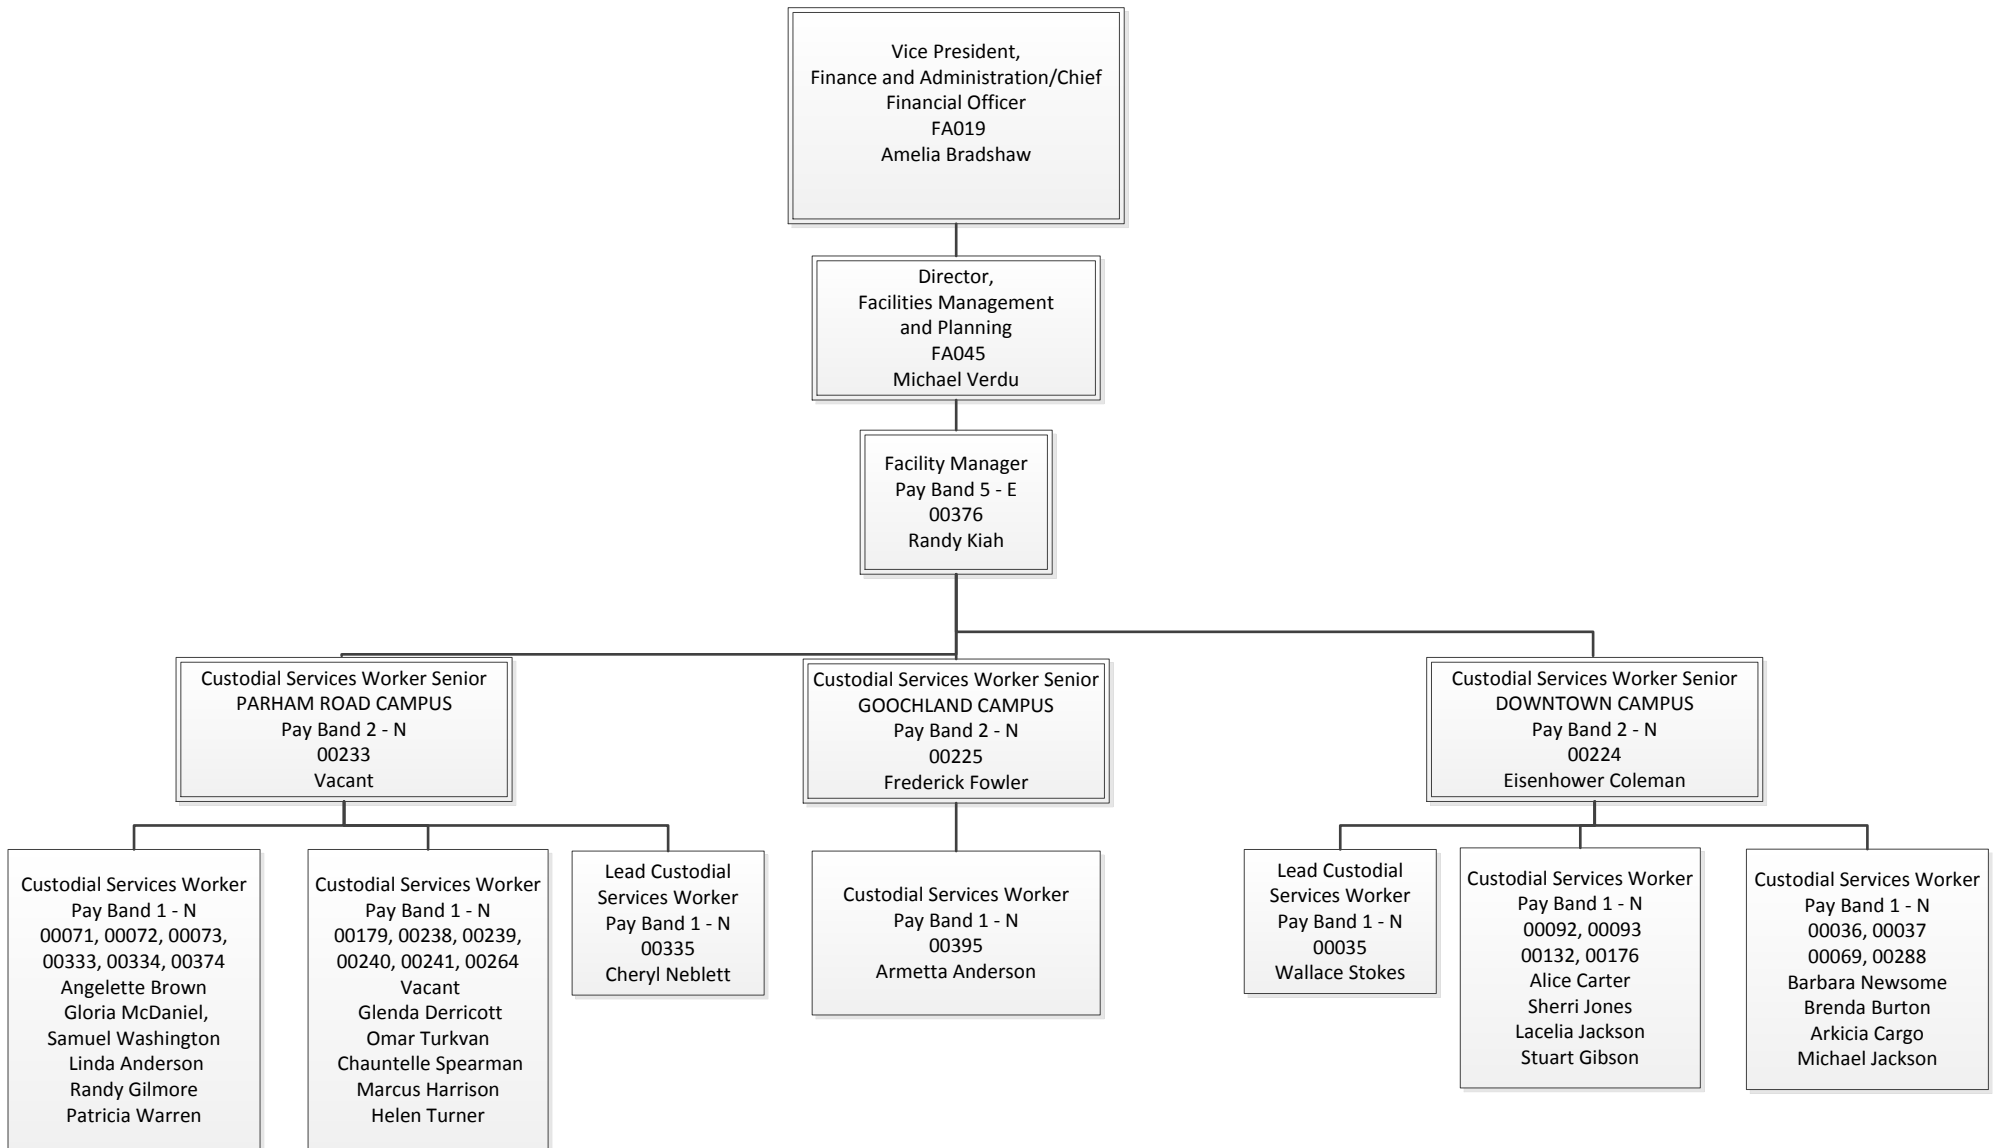 Vice President,
Finance and Administration/Chief
Financial Officer
FA019
Amelia Bradshaw
Director,
Facilities Management
and Planning
FA045
Michael Verdu
Facility Manager
Pay Band 5 - E
00376
Randy Kiah
Custodial Services Worker Senior
PARHAM ROAD CAMPUS
Pay Band 2 - N
00233
Vacant
Custodial Services Worker Senior
GOOCHLAND CAMPUS
Pay Band 2 - N
00225
Frederick Fowler
Custodial Services Worker Senior
DOWNTOWN CAMPUS
Pay Band 2 - N
00224
Eisenhower Coleman
Custodial Services Worker
Pay Band 1 - N
00071, 00072, 00073,
00333, 00334, 00374
Angelette Brown
Gloria McDaniel,
Samuel Washington
Linda Anderson
Randy Gilmore
Patricia Warren
Custodial Services Worker
Pay Band 1 - N
00179, 00238, 00239,
00240, 00241, 00264
Vacant
Glenda Derricott
Omar Turkvan
Chauntelle Spearman
Marcus Harrison
Helen Turner
Lead Custodial
Services Worker
Pay Band 1 - N
00335
Cheryl Neblett
Custodial Services Worker
Pay Band 1 - N
00395
Armetta Anderson
Lead Custodial
Services Worker
Pay Band 1 - N
00035
Wallace Stokes
Custodial Services Worker
Pay Band 1 - N
00092, 00093
00132, 00176
Alice Carter
Sherri Jones
Lacelia Jackson
Stuart Gibson
Custodial Services Worker
Pay Band 1 - N
00036, 00037
00069, 00288
Barbara Newsome
Brenda Burton
Arkicia Cargo
Michael Jackson